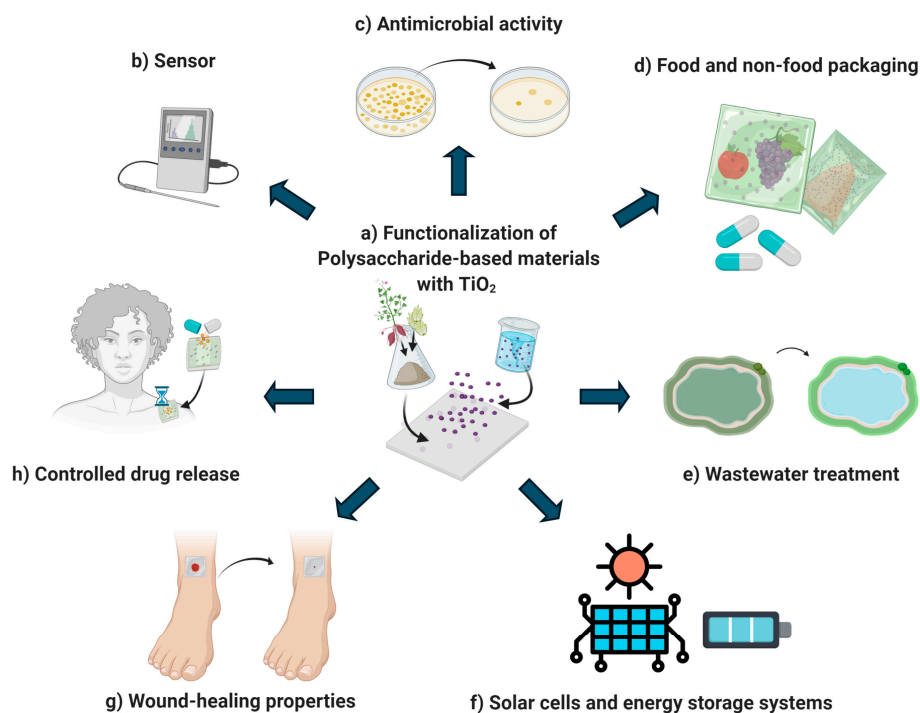 c) Antimicrobial activity
b) Sensor
d) Food and non-food packaging
a) Functionalization of
Polysaccharide-based materials
with TiO₂
h) Controlled drug release
e) Wastewater treatment
g) Wound-healing properties
f) Solar cells and energy storage systems